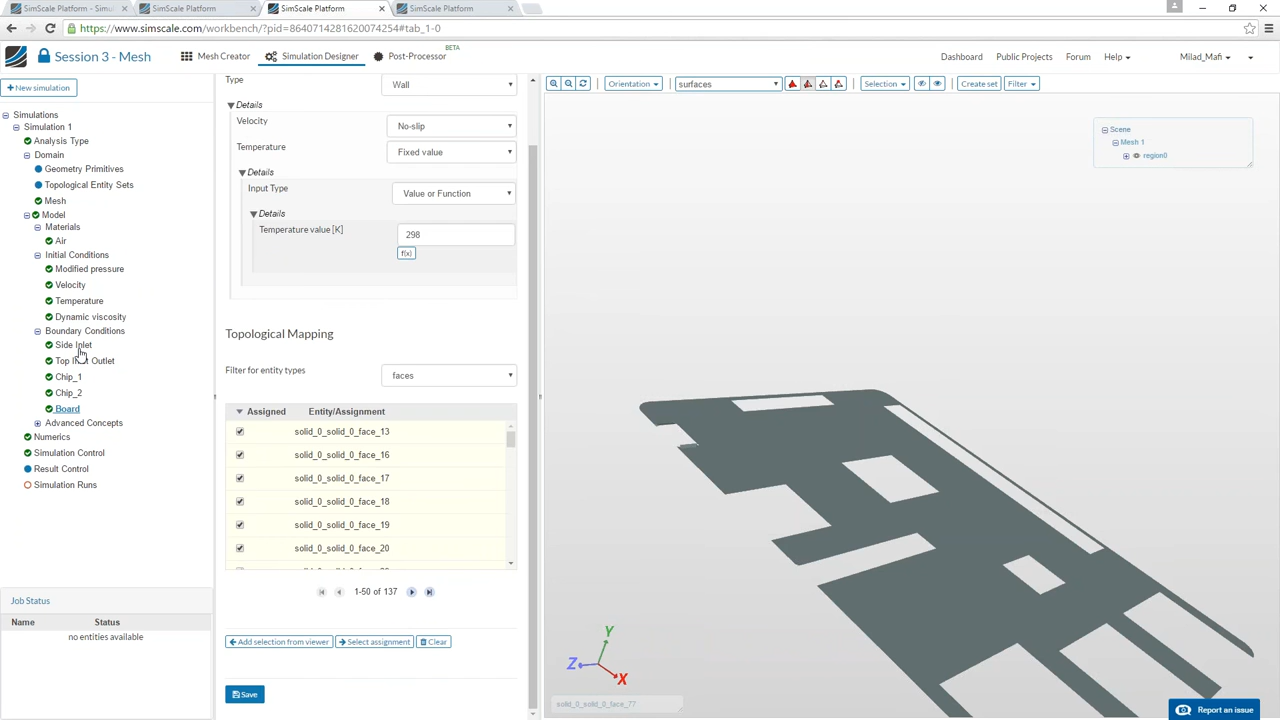 SimScale Platform - Simu
SimScale Platform
SimScale Platform
SimScale Platform
https://www.simscale.com/workbench/?pid=8640714281620074254#tab_1-0
Session 3 - Mesh
Mesh Creator
Simulation Designer
Post-Processor
BETA
Dashboard
Public Projects
Forum
Help
Milad_Mafi
+ New simulation
Simulations
Simulation 1
Analysis Type
Domain
Geometry Primitives
Topological Entity Sets
Mesh
Model
Materials
Air
Initial Conditions
Modified pressure
Velocity
Temperature
Dynamic viscosity
Boundary Conditions
Side Inlet
Top Inlet Outlet
Chip_1
Chip_2
Board
Advanced Concepts
Numerics
Simulation Control
Result Control
Simulation Runs
Job Status
Name Status
no entities available
Type Wall
Details
Velocity No-slip
Temperature Fixed value
Details
Input Type Value or Function
Details
Temperature value [K] 298
f(x)
Topological Mapping
Filter for entity types faces
Assigned Entity/Assignment
solid_0_solid_0_face_13
solid_0_solid_0_face_16
solid_0_solid_0_face_17
solid_0_solid_0_face_18
solid_0_solid_0_face_19
solid_0_solid_0_face_20
1-50 of 137
Add selection from viewer
Select assignment
Clear
Save
Orientation
surfaces
Selection
Create set
Filter
Scene
Mesh 1
region0
Y
Z
X
solid_0_solid_0_face_77
Report an issue